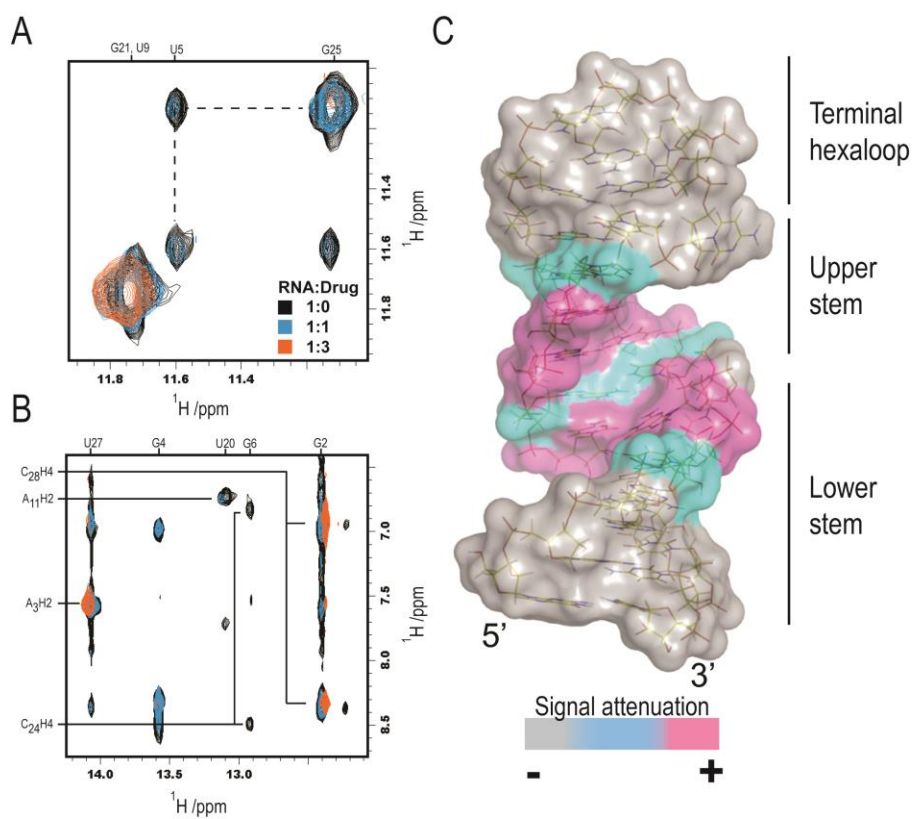 A
G21, U9 U5 G25
11.4
11.6
11.8
¹H /ppm
RNA:Drug
1:0
1:1
1:3
11.8 11.6 11.4
¹H /ppm
B
U27 G4 U20 G6 G2
C₂₈H4
A₁₁H2
A₃H2
C₂₄H4
7.0
7.5
8.0
8.5
¹H /ppm
14.0 13.5 13.0
¹H /ppm
C
Terminal
hexaloop
Upper
stem
Lower
stem
5’
3’
Signal attenuation
- +